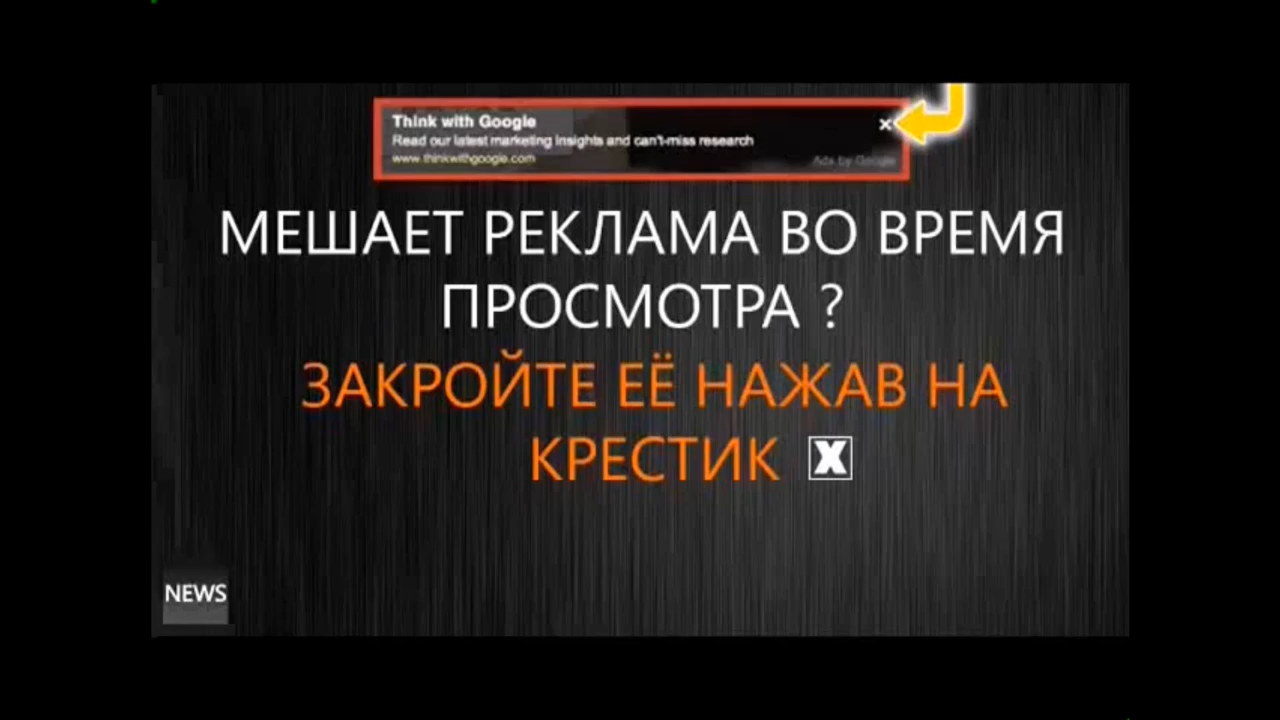 Think with Google
Read our latest marketing insights and can't-miss research
www.thinkwithgoogle.com
Ads by Google
МЕШАЕТ РЕКЛАМА ВО ВРЕМЯ
ПРОСМОТРА ?
ЗАКРОЙТЕ ЕЁ НАЖАВ НА
КРЕСТИК X
NEWS